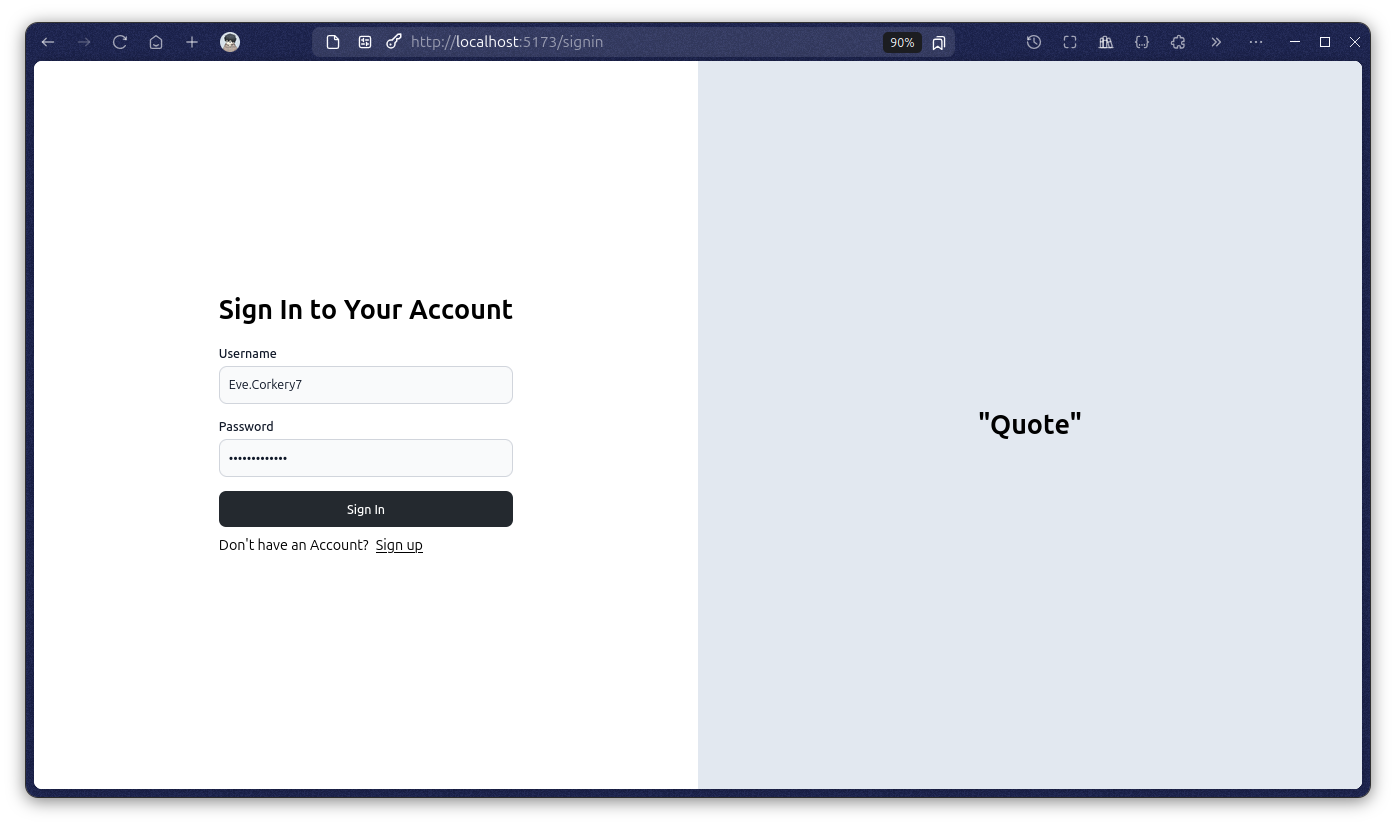 http://localhost:5173/signin
90%
Sign In to Your Account
Username
Eve.Corkery7
Password
•••••••••••••
Sign In
Don't have an Account? Sign up
"Quote"